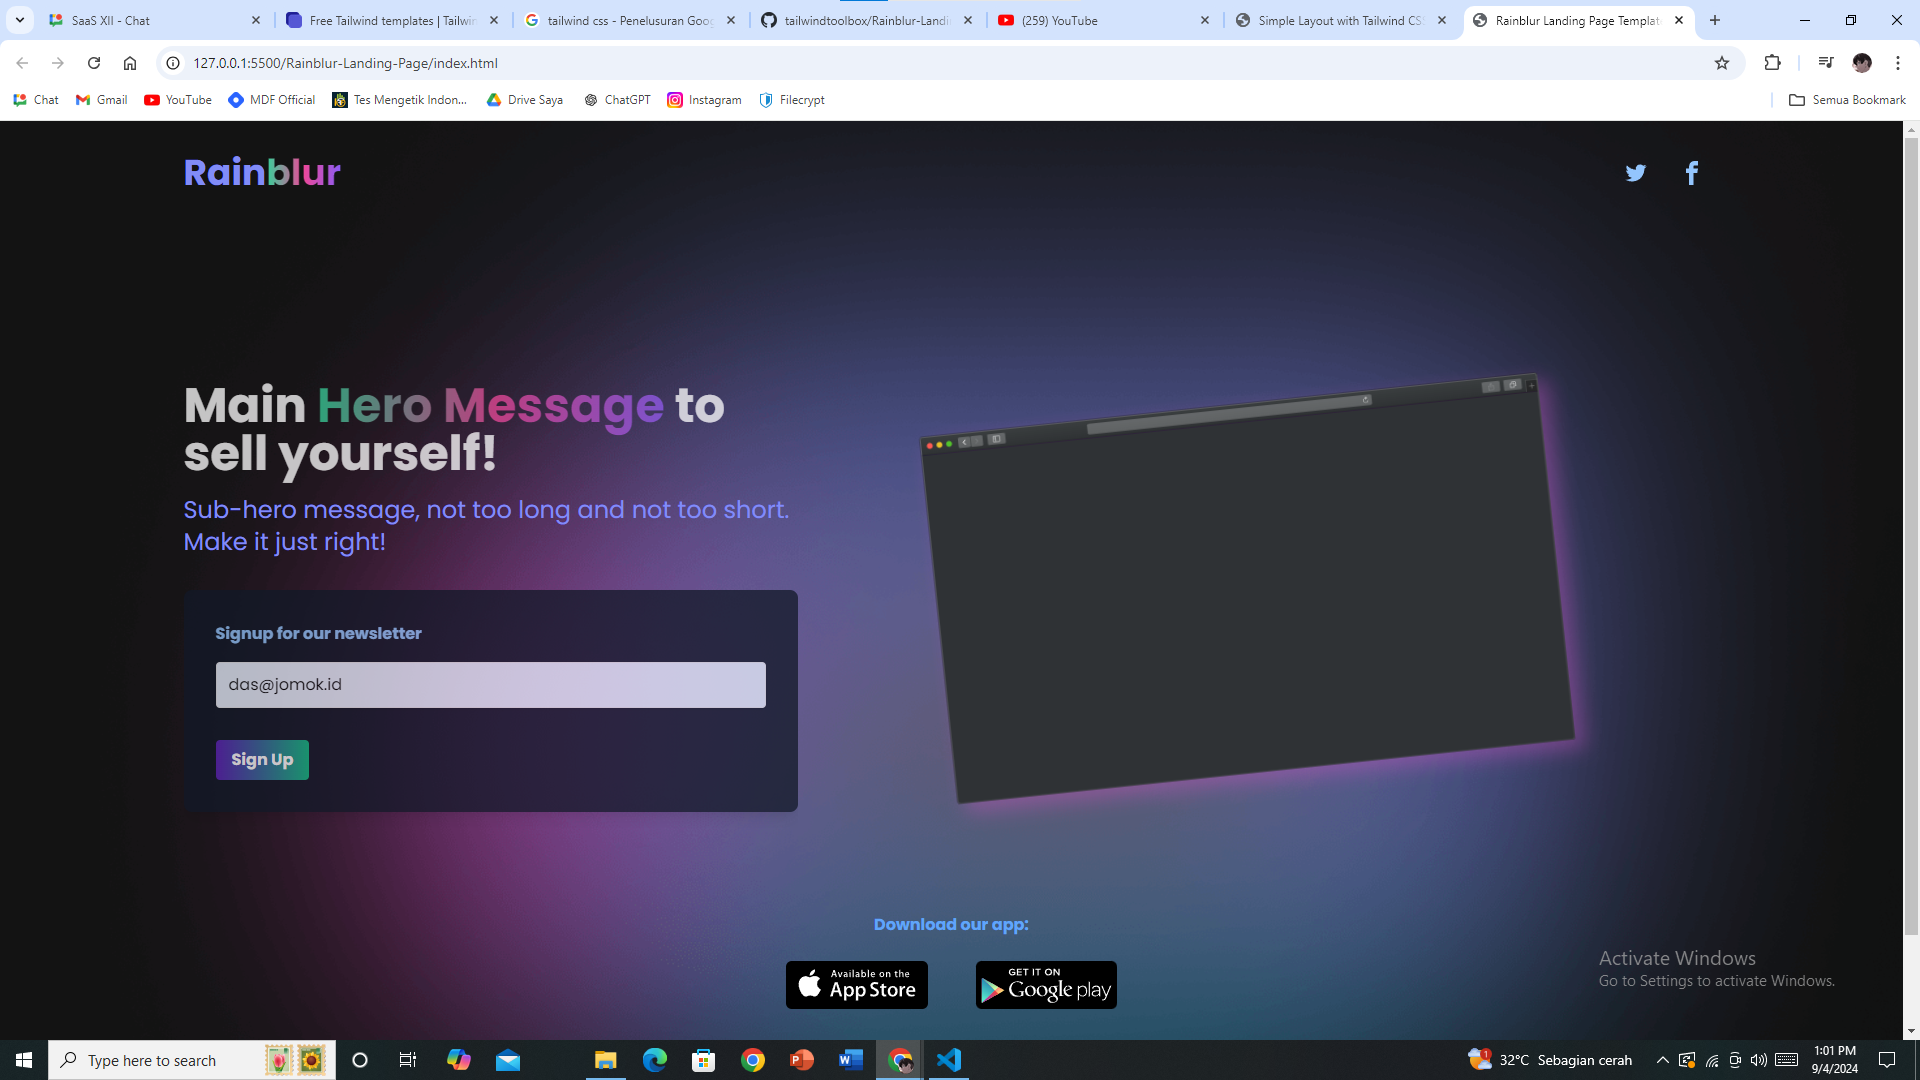 SaaS XII - Chat
Free Tailwind templates | Tailwin
tailwind css - Penelusuran Goog
tailwindtoolbox/Rainblur-Landi
(259) YouTube
Simple Layout with Tailwind CS
Rainblur Landing Page Templat
127.0.0.1:5500/Rainblur-Landing-Page/index.html
Chat
Gmail
YouTube
MDF Official
Tes Mengetik Indon...
Drive Saya
ChatGPT
Instagram
Filecrypt
Semua Bookmark
Rainblur
Main Hero Message to
sell yourself!
Sub-hero message, not too long and not too short.
Make it just right!
Signup for our newsletter
das@jomok.id
Sign Up
Download our app:
Available on the
App Store
GET IT ON
Google play
Activate Windows
Go to Settings to activate Windows.
Type here to search
1
32°C Sebagian cerah
1:01 PM
9/4/2024